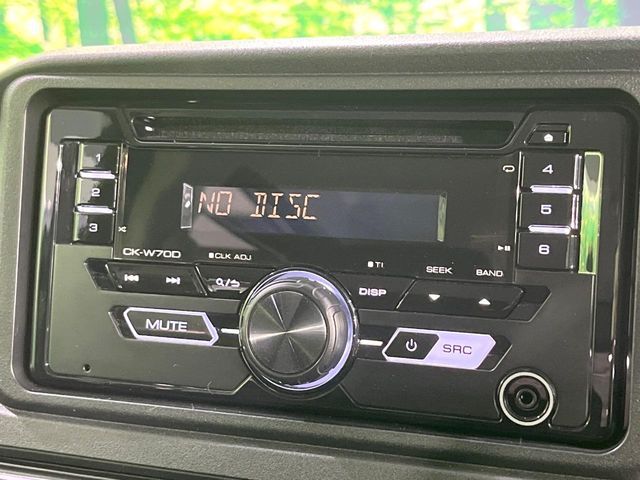 1
4
NO DISC
2
5
3
6
CK-W70D
CLK ADJ
TI
SEEK
BAND
DISP
MUTE
SRC